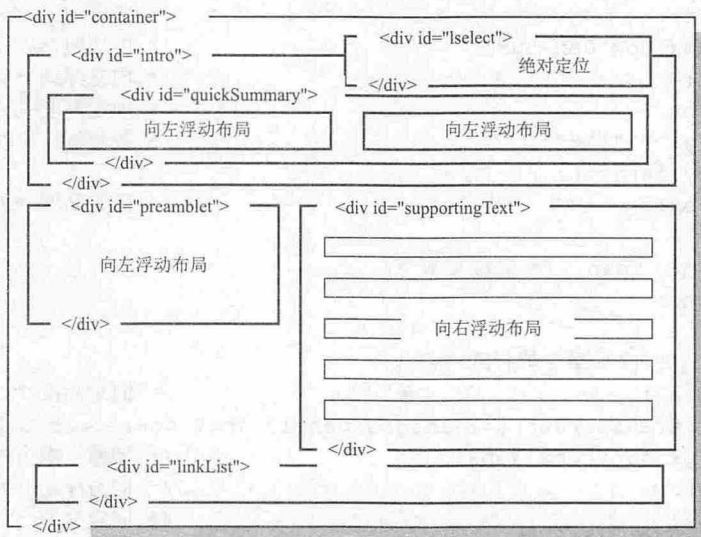 <div id="container">
<div id="lselect">
<div id="intro">
绝对定位
</div>
<div id="quickSummary">
向左浮动布局 向左浮动布局
</div>
</div>
<div id="preamblet"> <div id="supportingText">
向左浮动布局
</div>
向右浮动布局
</div>
<div id="linkList">
</div>
</div>